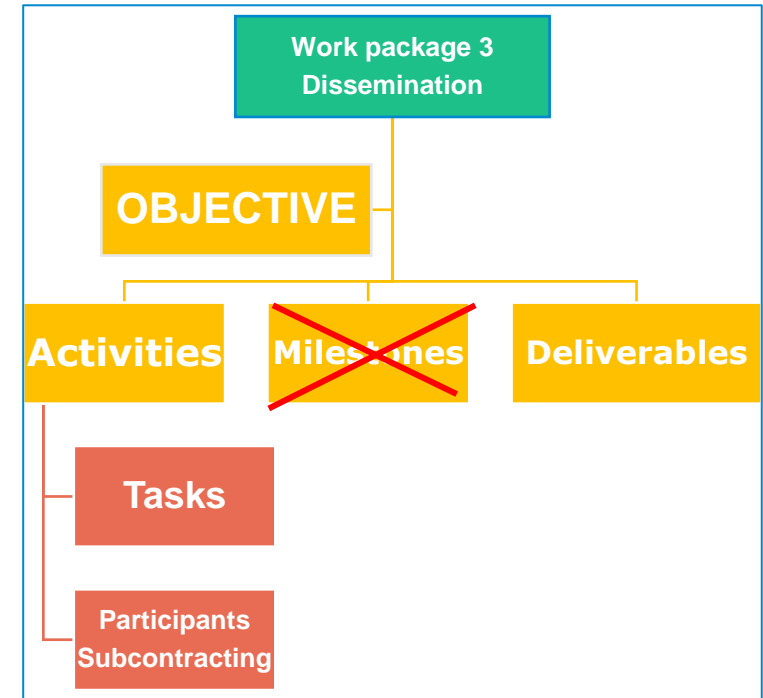 Work package 3
Dissemination
OBJECTIVE
Activities
Milestones
Deliverables
Tasks
Participants
Subcontracting